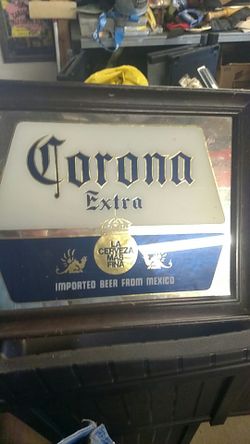 Corona
Extra
LA
CERVEZA
MAS
FINA
IMPORTED BEER FROM MEXICO